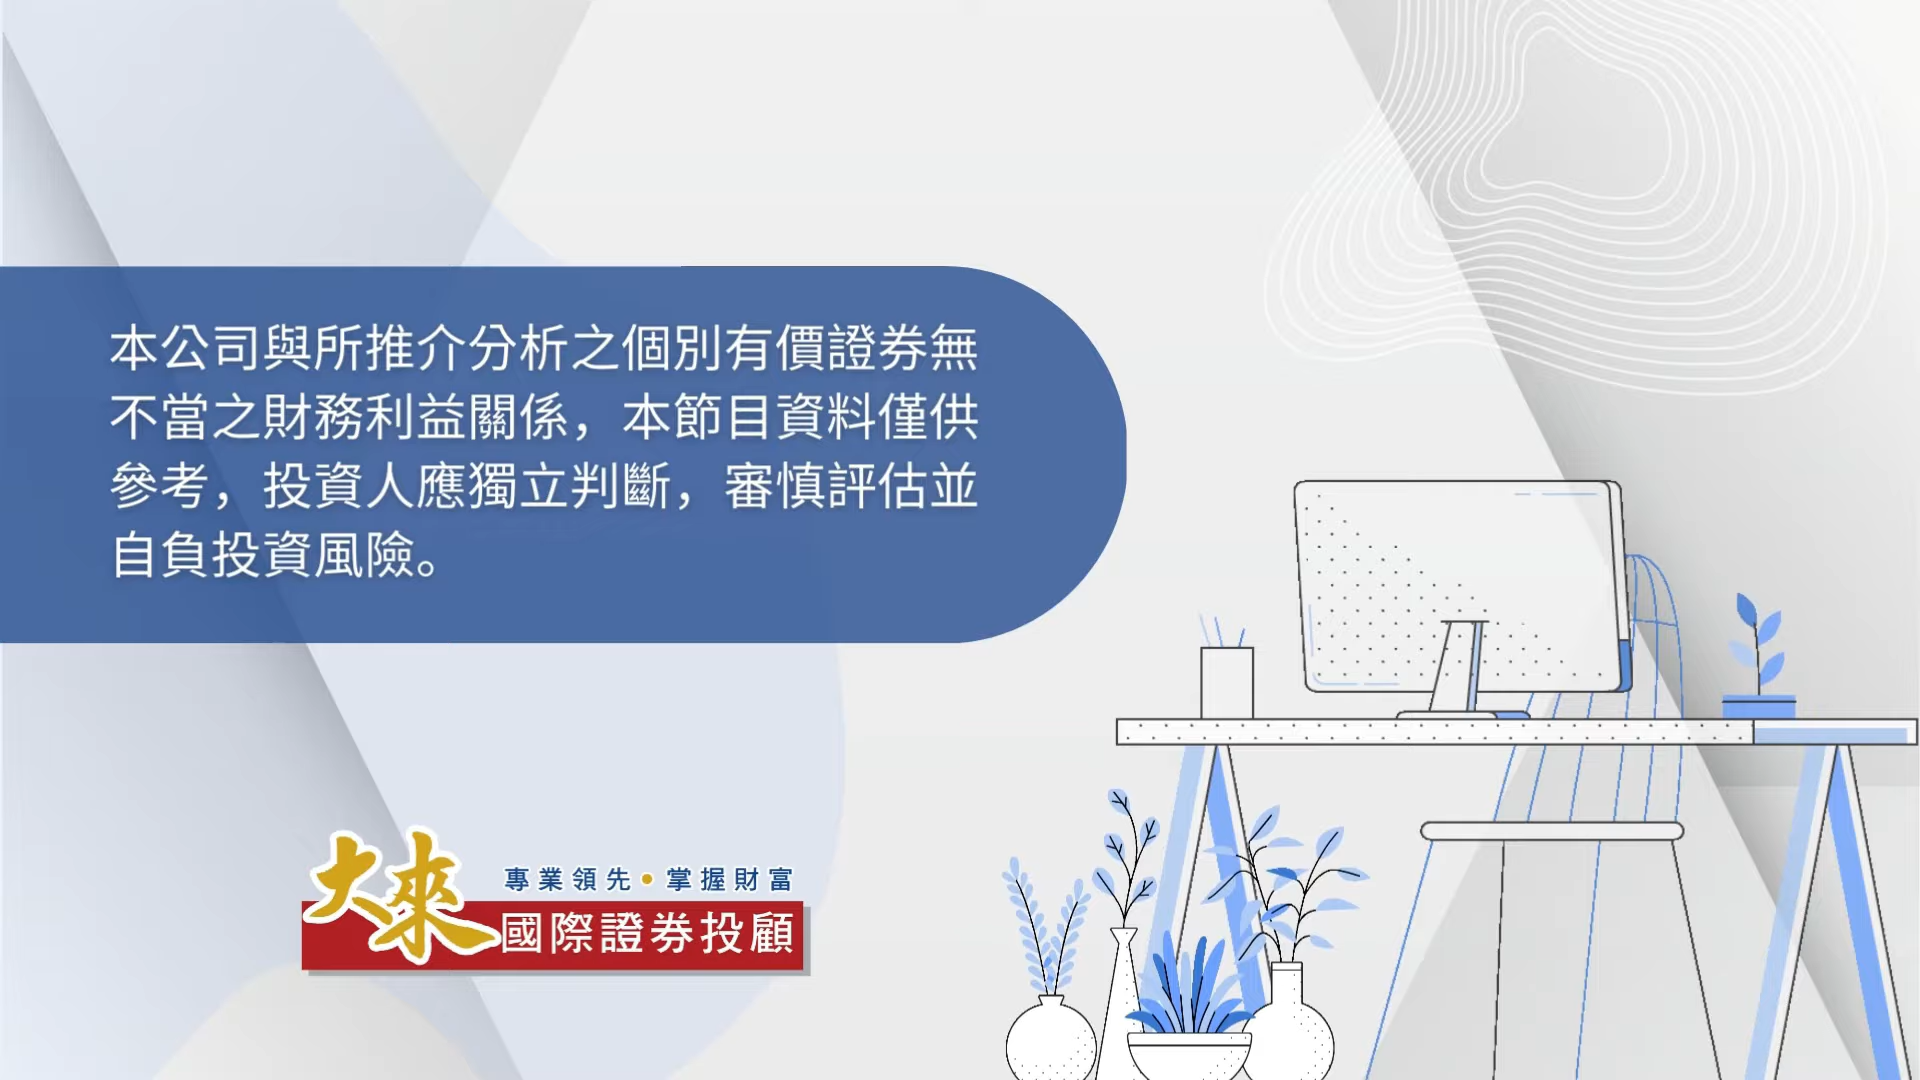 本公司與所推介分析之個別有價證券無
不當之財務利益關係，本節目資料僅供
參考，投資人應獨立判斷，審慎評估並
自負投資風險。
大來
專業領先•掌握財富
國際證券投顧